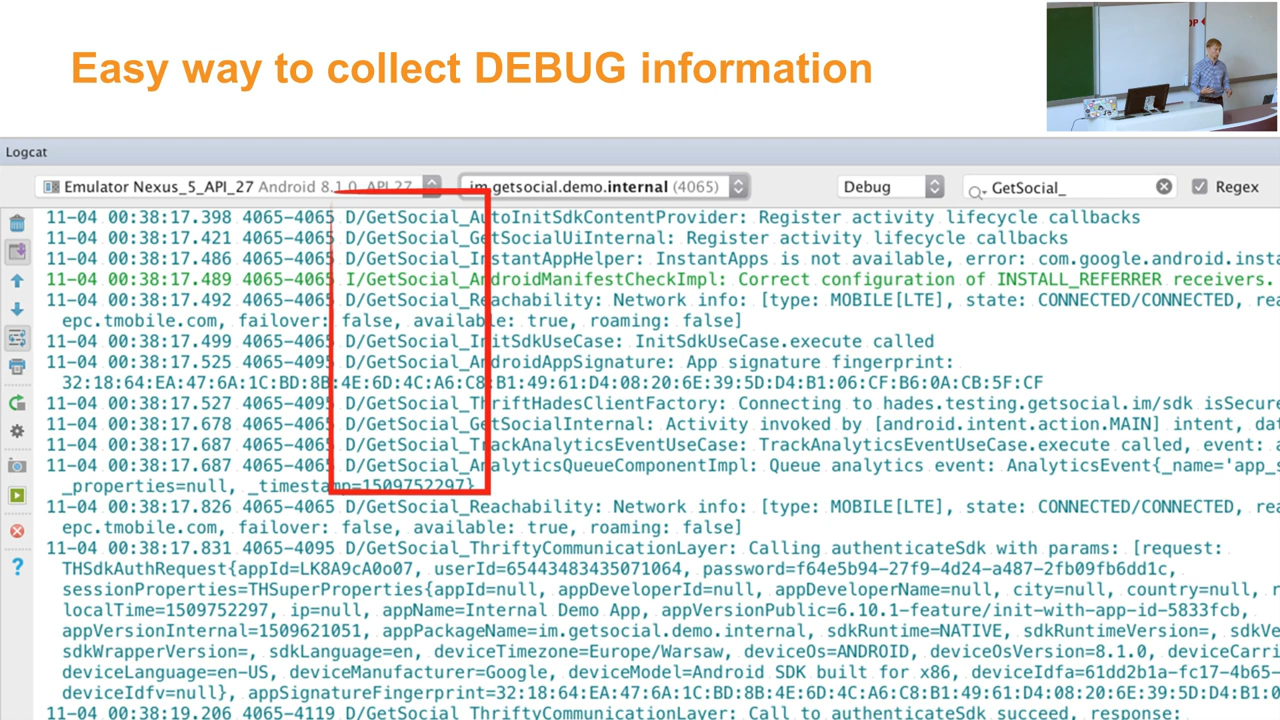 Easy way to collect DEBUG information
Logcat
Emulator Nexus_5_API_27 Android 8.1.0, API 27
im.getsocial.demo.internal (4065)
Debug
GetSocial_
Regex
11-04 00:38:17.398 4065-4065 D/GetSocial_AutoInitSdkContentProvider: Register activity lifecycle callbacks
11-04 00:38:17.421 4065-4065 D/GetSocial_GetSocialUiInternal: Register activity lifecycle callbacks
11-04 00:38:17.486 4065-4065 D/GetSocial_InstantAppHelper: InstantApps is not available, error: com.google.android.insta
11-04 00:38:17.489 4065-4065 I/GetSocial_AndroidManifestCheckImpl: Correct configuration of INSTALL_REFERRER receivers.
11-04 00:38:17.492 4065-4065 D/GetSocial_Reachability: Network info: [type: MOBILE[LTE], state: CONNECTED/CONNECTED, rea
epc.tmobile.com, failover: false, available: true, roaming: false]
11-04 00:38:17.499 4065-4065 D/GetSocial_InitSdkUseCase: InitSdkUseCase.execute called
11-04 00:38:17.525 4065-4095 D/GetSocial_AndroidAppSignature: App signature fingerprint:
32:18:64:EA:47:6A:1C:BD:8B:4E:6D:4C:A6:C8:B1:49:61:D4:08:20:6E:39:5D:D4:B1:06:CF:B6:0A:CB:5F:CF
11-04 00:38:17.527 4065-4095 D/GetSocial_ThriftHadesClientFactory: Connecting to hades.testing.getsocial.im/sdk isSecure
11-04 00:38:17.678 4065-4065 D/GetSocial_GetSocialInternal: Activity invoked by [android.intent.action.MAIN] intent, dat
11-04 00:38:17.687 4065-4065 D/GetSocial_TrackAnalyticsEventUseCase: TrackAnalyticsEventUseCase.execute called, event: a
11-04 00:38:17.687 4065-4065 D/GetSocial_AnalyticsQueueComponentImpl: Queue analytics event: AnalyticsEvent{_name='app_s
_properties=null, _timestamp=1509752297}
11-04 00:38:17.826 4065-4065 D/GetSocial_Reachability: Network info: [type: MOBILE[LTE], state: CONNECTED/CONNECTED, rea
epc.tmobile.com, failover: false, available: true, roaming: false]
11-04 00:38:17.831 4065-4095 D/GetSocial_ThriftyCommunicationLayer: Calling authenticateSdk with params: [request:
THSdkAuthRequest{appId=LK8A9cA0o07, userId=65443483435071064, password=f64e5b94-27f9-4d24-a487-2fb09fb6dd1c,
sessionProperties=THSuperProperties{appId=null, appDeveloperId=null, appDeveloperName=null, city=null, country=null, r
localTime=1509752297, ip=null, appName=Internal Demo App, appVersionPublic=6.10.1-feature/init-with-app-id-5833fcb,
appVersionInternal=1509621051, appPackageName=im.getsocial.demo.internal, sdkRuntime=NATIVE, sdkRuntimeVersion=, sdkVe
sdkWrapperVersion=, sdkLanguage=en, deviceTimezone=Europe/Warsaw, deviceOs=ANDROID, deviceOsVersion=8.1.0, deviceCarri
deviceLanguage=en-US, deviceManufacturer=Google, deviceModel=Android SDK built for x86, deviceIdfa=61dd2b1a-fc17-4b65-
deviceIdfv=null}, appSignatureFingerprint=32:18:64:EA:47:6A:1C:BD:8B:4E:6D:4C:A6:C8:B1:49:61:D4:08:20:6E:39:5D:D4:B1:0
11-04 00:38:19.206 4065-4119 D/GetSocial_ThriftyCommunicationLayer: Call to authenticateSdk succeed, response: